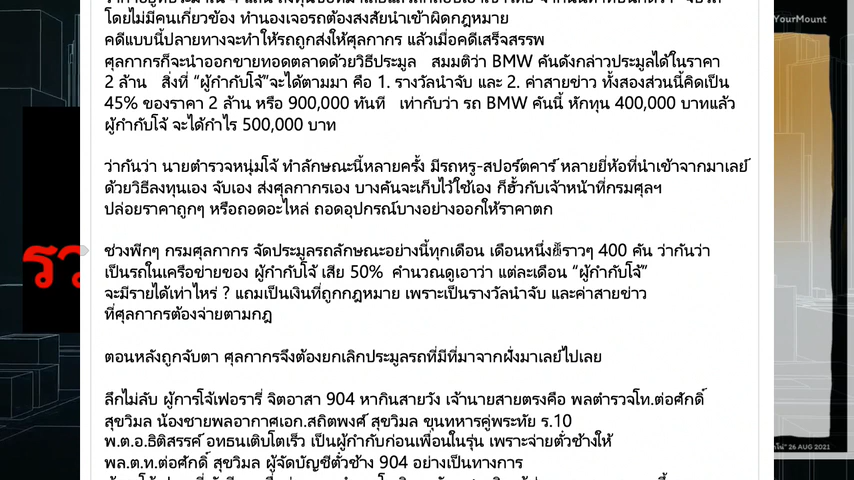 โดยไม่มีคนเกี่ยวข้อง ทำนองเจอรถต้องสงสัยนำเข้าผิดกฎหมาย
คดีแบบนี้ปลายทางจะทำให้รถถูกส่งให้ศุลกากร แล้วเมื่อคดีเสร็จสรรพ
ศุลกากรก็จะนำออกขายทอดตลาดด้วยวิธีประมูล สมมติว่า BMW คันดังกล่าวประมูลได้ในราคา
2 ล้าน สิ่งที่ “ผู้กำกับโจ้”จะได้ตามมา คือ 1. รางวัลนำจับ และ 2. ค่าสายข่าว ทั้งสองส่วนนี้คิดเป็น
45% ของราคา 2 ล้าน หรือ 900,000 ทันที เท่ากับว่า รถ BMW คันนี้ หักทุน 400,000 บาทแล้ว
ผู้กำกับโจ้ จะได้กำไร 500,000 บาท
ว่ากันว่า นายตำรวจหนุ่มโจ้ ทำลักษณะนี้หลายครั้ง มีรถหรู-สปอร์ตคาร์ หลายยี่ห้อที่นำเข้าจากมาเลย์
ด้วยวิธีลงทุนเอง จับเอง ส่งศุลกากรเอง บางคันจะเก็บไว้ใช้เอง ก็ฮั้วกับเจ้าหน้าที่กรมศุลฯ
ปล่อยราคาถูกๆ หรือถอดอะไหล่ ถอดอุปกรณ์บางอย่างออกให้ราคาตก
ช่วงพีกๆ กรมศุลกากร จัดประมูลรถลักษณะอย่างนี้ทุกเดือน เดือนหนึ่งราวๆ 400 คัน ว่ากันว่า
เป็นรถในเครือข่ายของ ผู้กำกับโจ้ เสีย 50% คำนวณดูเอาว่า แต่ละเดือน “ผู้กำกับโจ้”
จะมีรายได้เท่าไหร่ ? แถมเป็นเงินที่ถูกกฎหมาย เพราะเป็นรางวัลนำจับ และค่าสายข่าว
ที่ศุลกากรต้องจ่ายตามกฎ
ตอนหลังถูกจับตา ศุลกากรจึงต้องยกเลิกประมูลรถที่มีที่มาจากฝั่งมาเลย์ไปเลย
ลึกไม่ลับ ผู้การโจ้เฟอรารี่ จิตอาสา 904 หากินสายวัง เจ้านายสายตรงคือ พลตำรวจโท.ต่อศักดิ์
สุขวิมล น้องชายพลอากาศเอก.สถิตพงศ์ สุขวิมล ขุนทหารคู่พระทัย ร.10
พ.ต.อ.ธิติสรรค์ อุทธนเติบโตเร็ว เป็นผู้กำกับก่อนเพื่อนในรุ่น เพราะจ่ายตั๋วช้างให้
พล.ต.ท.ต่อศักดิ์ สุขวิมล ผู้จัดบัญชีตั๋วช้าง 904 อย่างเป็นทางการ
YourMount
26 AUG 2021